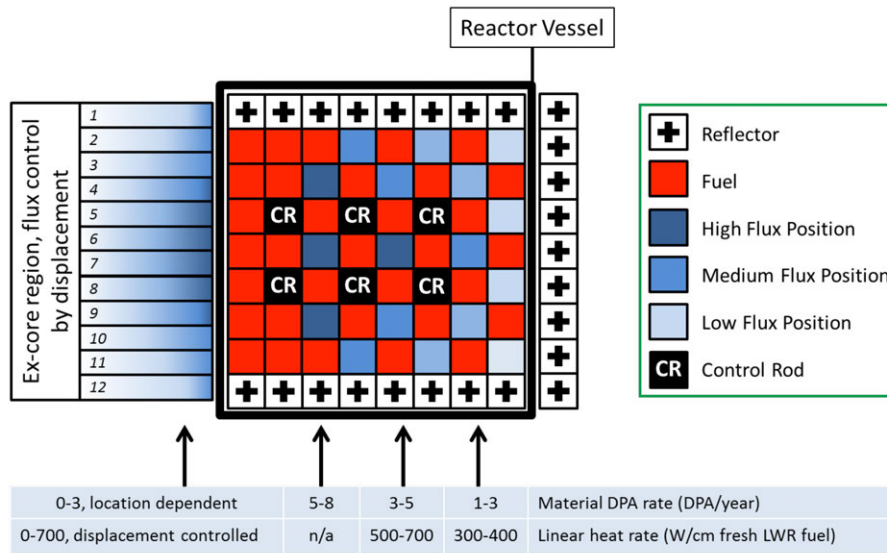 Reactor Vessel
Ex-core region, flux control
by displacement
1
2
3
4
5
6
7
8
9
10
11
12
CR CR CR
CR CR CR
Reflector
Fuel
High Flux Position
Medium Flux Position
Low Flux Position
CR Control Rod
0-3, location dependent 5-8 3-5 1-3 Material DPA rate (DPA/year)
0-700, displacement controlled n/a 500-700 300-400 Linear heat rate (W/cm fresh LWR fuel)